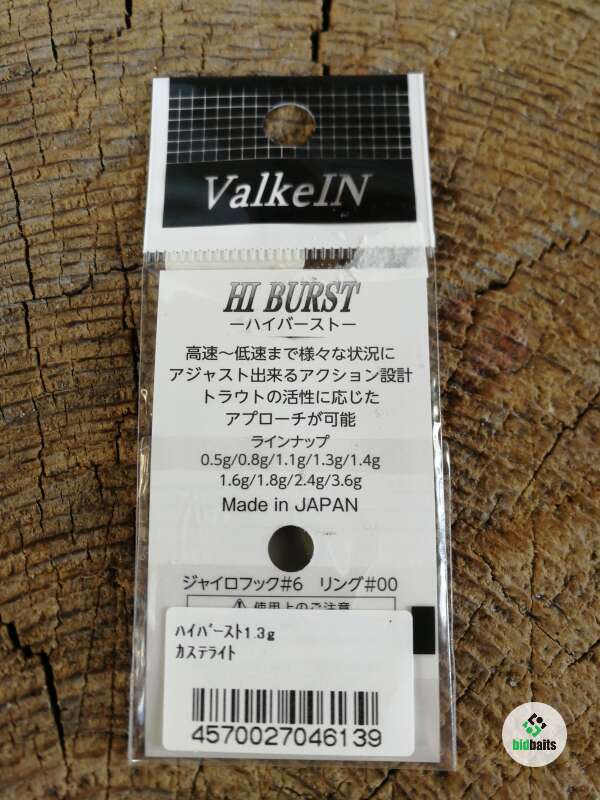 ValkeIN
HI BURST
ーハイバーストー
高速～低速まで様々な状況に
アジャスト出来るアクション設計
トラウトの活性に応じた
アプローチが可能
ラインナップ
0.5g/0.8g/1.1g/1.3g/1.4g
1.6g/1.8g/2.4g/3.6g
Made in JAPAN
ジャイロフック#6 リング#00
使用上のご注意
ﾊｲﾊﾞｰｽﾄ1.3g
ｶｽﾃﾗｲﾄ
4570027046139
bidbaits